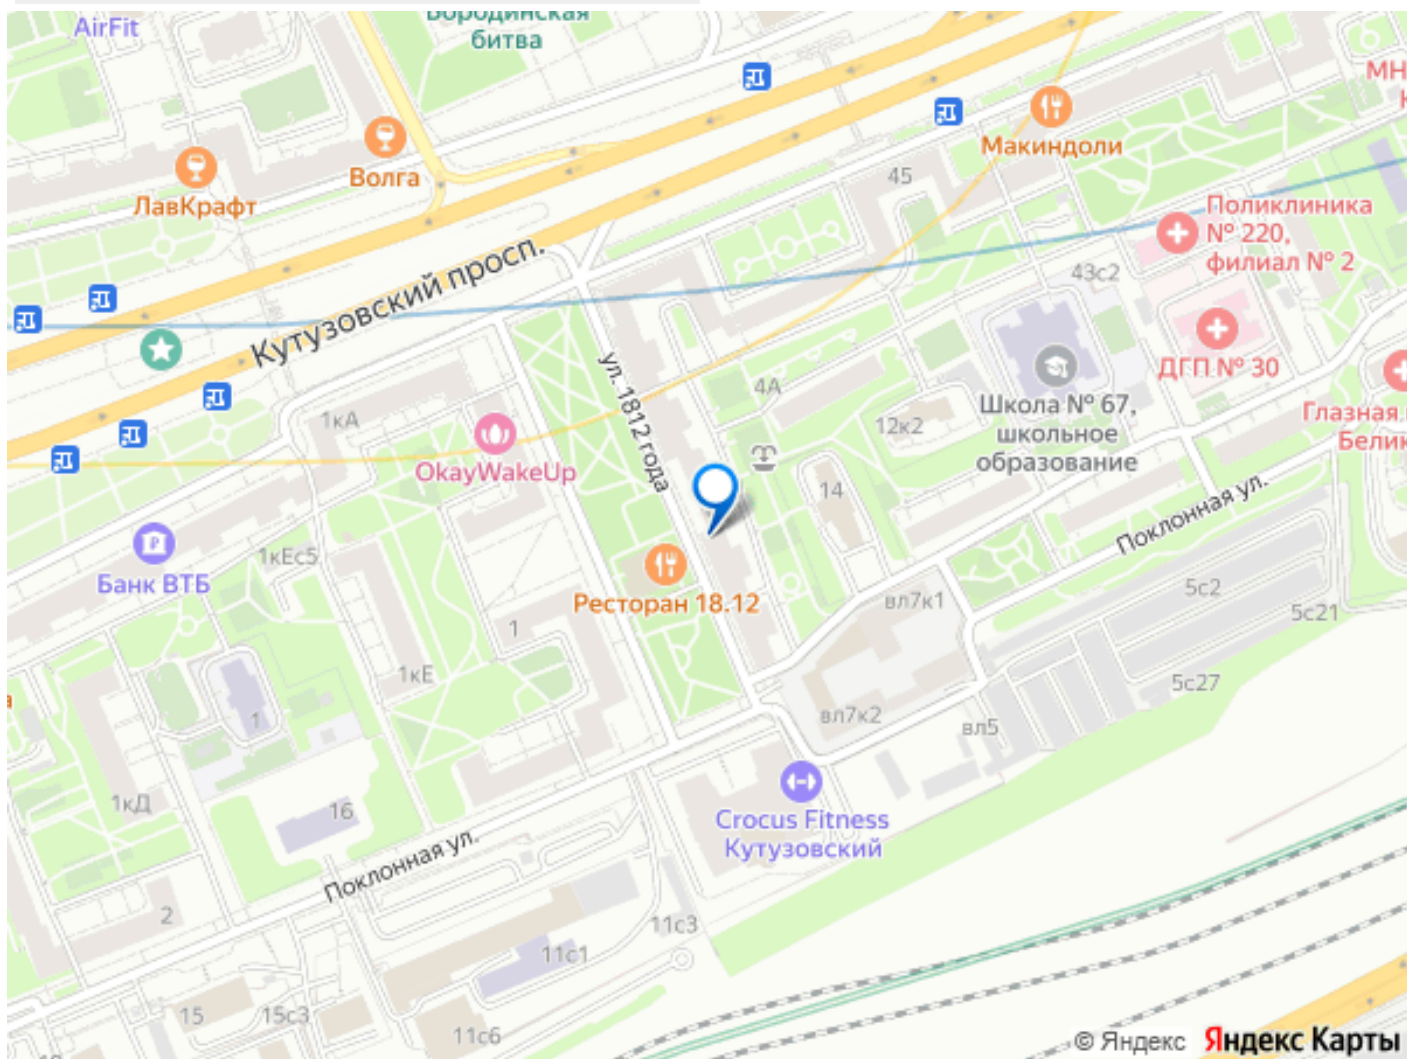 AirFit
Бородинская
битва
МН
Макиндоли
Волга
ЛавКрафт
45
Поликлиника
№ 220,
филиал № 2
43с2
Кутузовский просп.
ул. 1812 года
ДГП № 30
4А
Школа № 67,
школьное
образование
Глазная
Белик
1кА
12к2
OkayWakeUp
14
Поклонная ул.
Банк ВТБ
1кЕс5
Ресторан 18.12
вл7к1
5с2
5с21
1
1кЕ
5с27
1
вл7к2
вл5
1кД
16
Crocus Fitness
Кутузовский
Поклонная ул.
2
11с3
11с1
15
15с3
11с6
© Яндекс Яндекс Карты